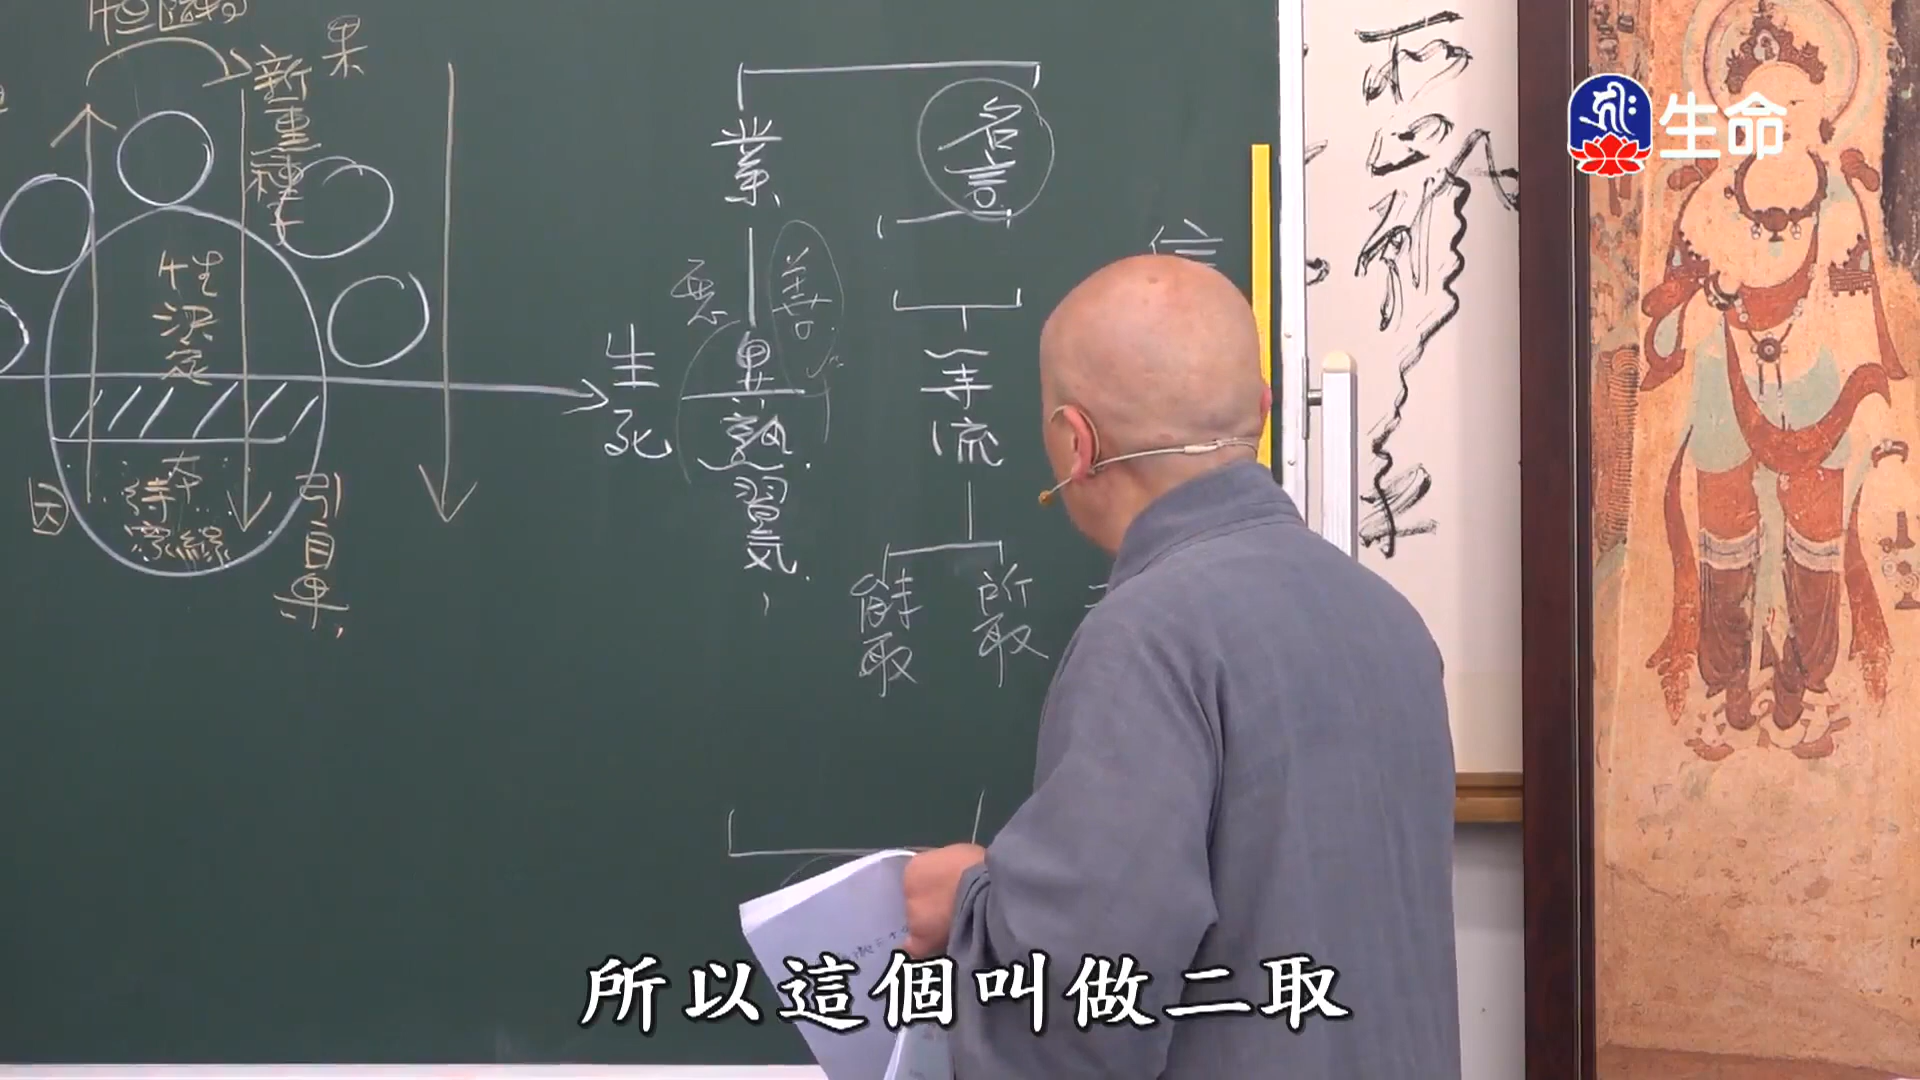 果
新重種子
性決定
因
待
緣
引自果
生死
業
惡
善
異熟習氣
名言
等流
能取
所取
信
生命
所以這個叫做二取